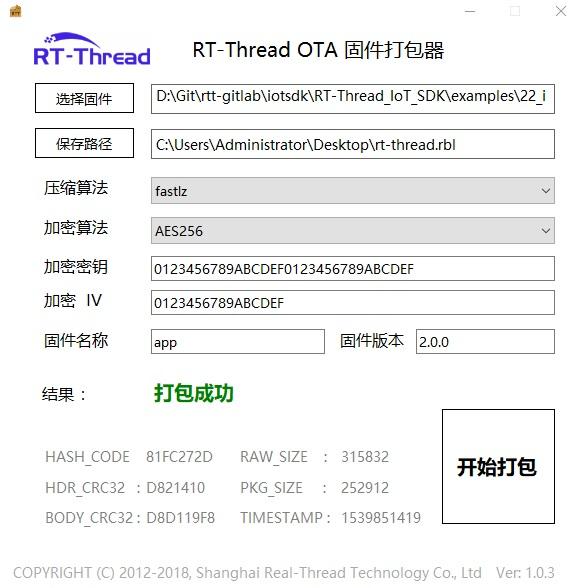 RT-Thread
RT-Thread OTA 固件打包器
选择固件 D:\Git\rtt-gitlab\iotsdk\RT-Thread_IoT_SDK\examples\22_i
保存路径 C:\Users\Administrator\Desktop\rt-thread.rbl
压缩算法 fastlz
加密算法 AES256
加密密钥 0123456789ABCDEF0123456789ABCDEF
加密 IV 0123456789ABCDEF
固件名称 app 固件版本 2.0.0
结果： 打包成功
开始打包
HASH_CODE 81FC272D RAW_SIZE : 315832
HDR_CRC32 : D821410 PKG_SIZE : 252912
BODY_CRC32 : D8D119F8 TIMESTAMP : 1539851419
COPYRIGHT (C) 2012-2018, Shanghai Real-Thread Technology Co., Ltd Ver: 1.0.3